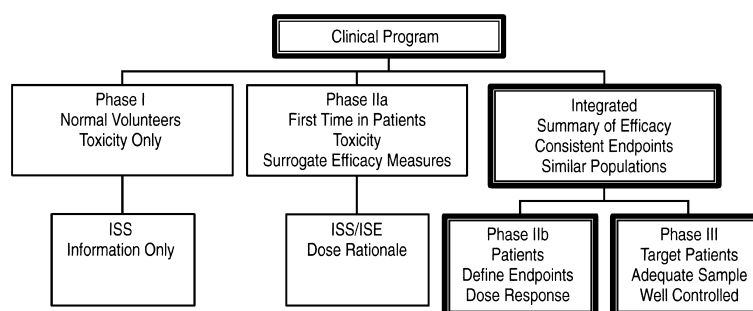 Clinical Program
Phase I
Normal Volunteers
Toxicity Only
Phase IIa
First Time in Patients
Toxicity
Surrogate Efficacy Measures
Integrated
Summary of Efficacy
Consistent Endpoints
Similar Populations
ISS
Information Only
ISS/ISE
Dose Rationale
Phase IIb
Patients
Define Endpoints
Dose Response
Phase III
Target Patients
Adequate Sample
Well Controlled